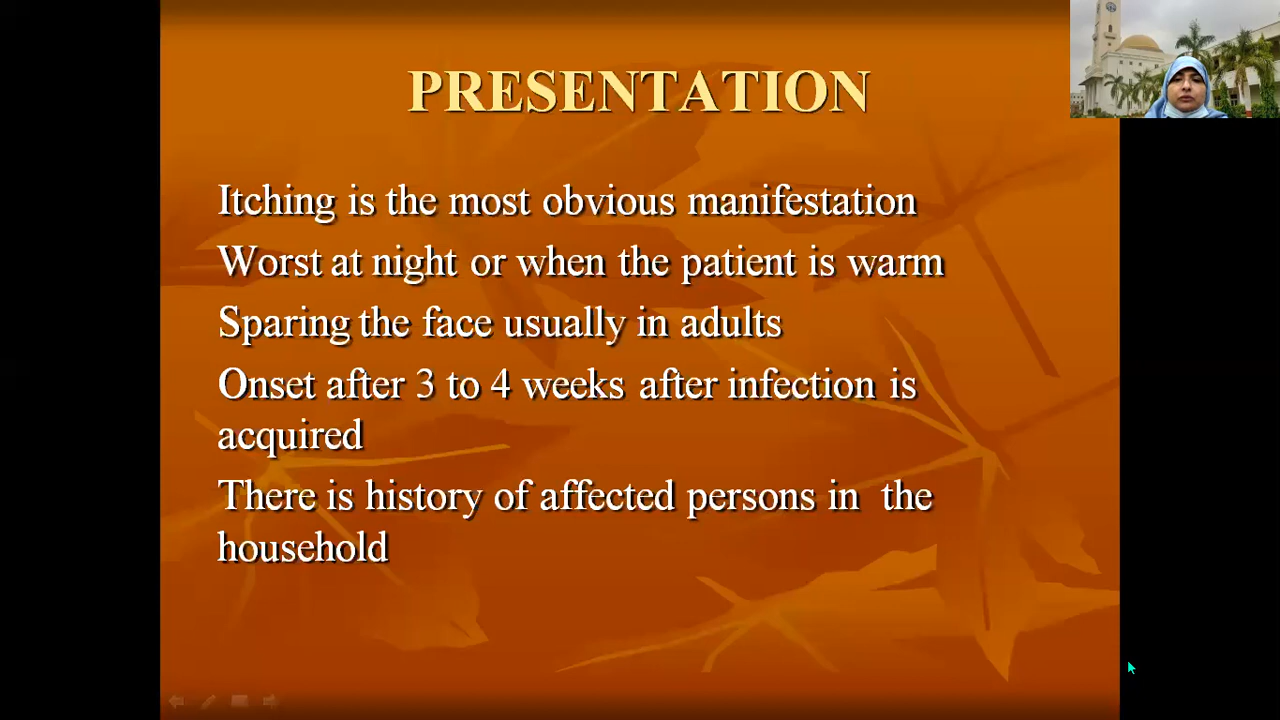 PRESENTATION
Itching is the most obvious manifestation
Worst at night or when the patient is warm
Sparing the face usually in adults
Onset after 3 to 4 weeks after infection is
acquired
There is history of affected persons in the
household